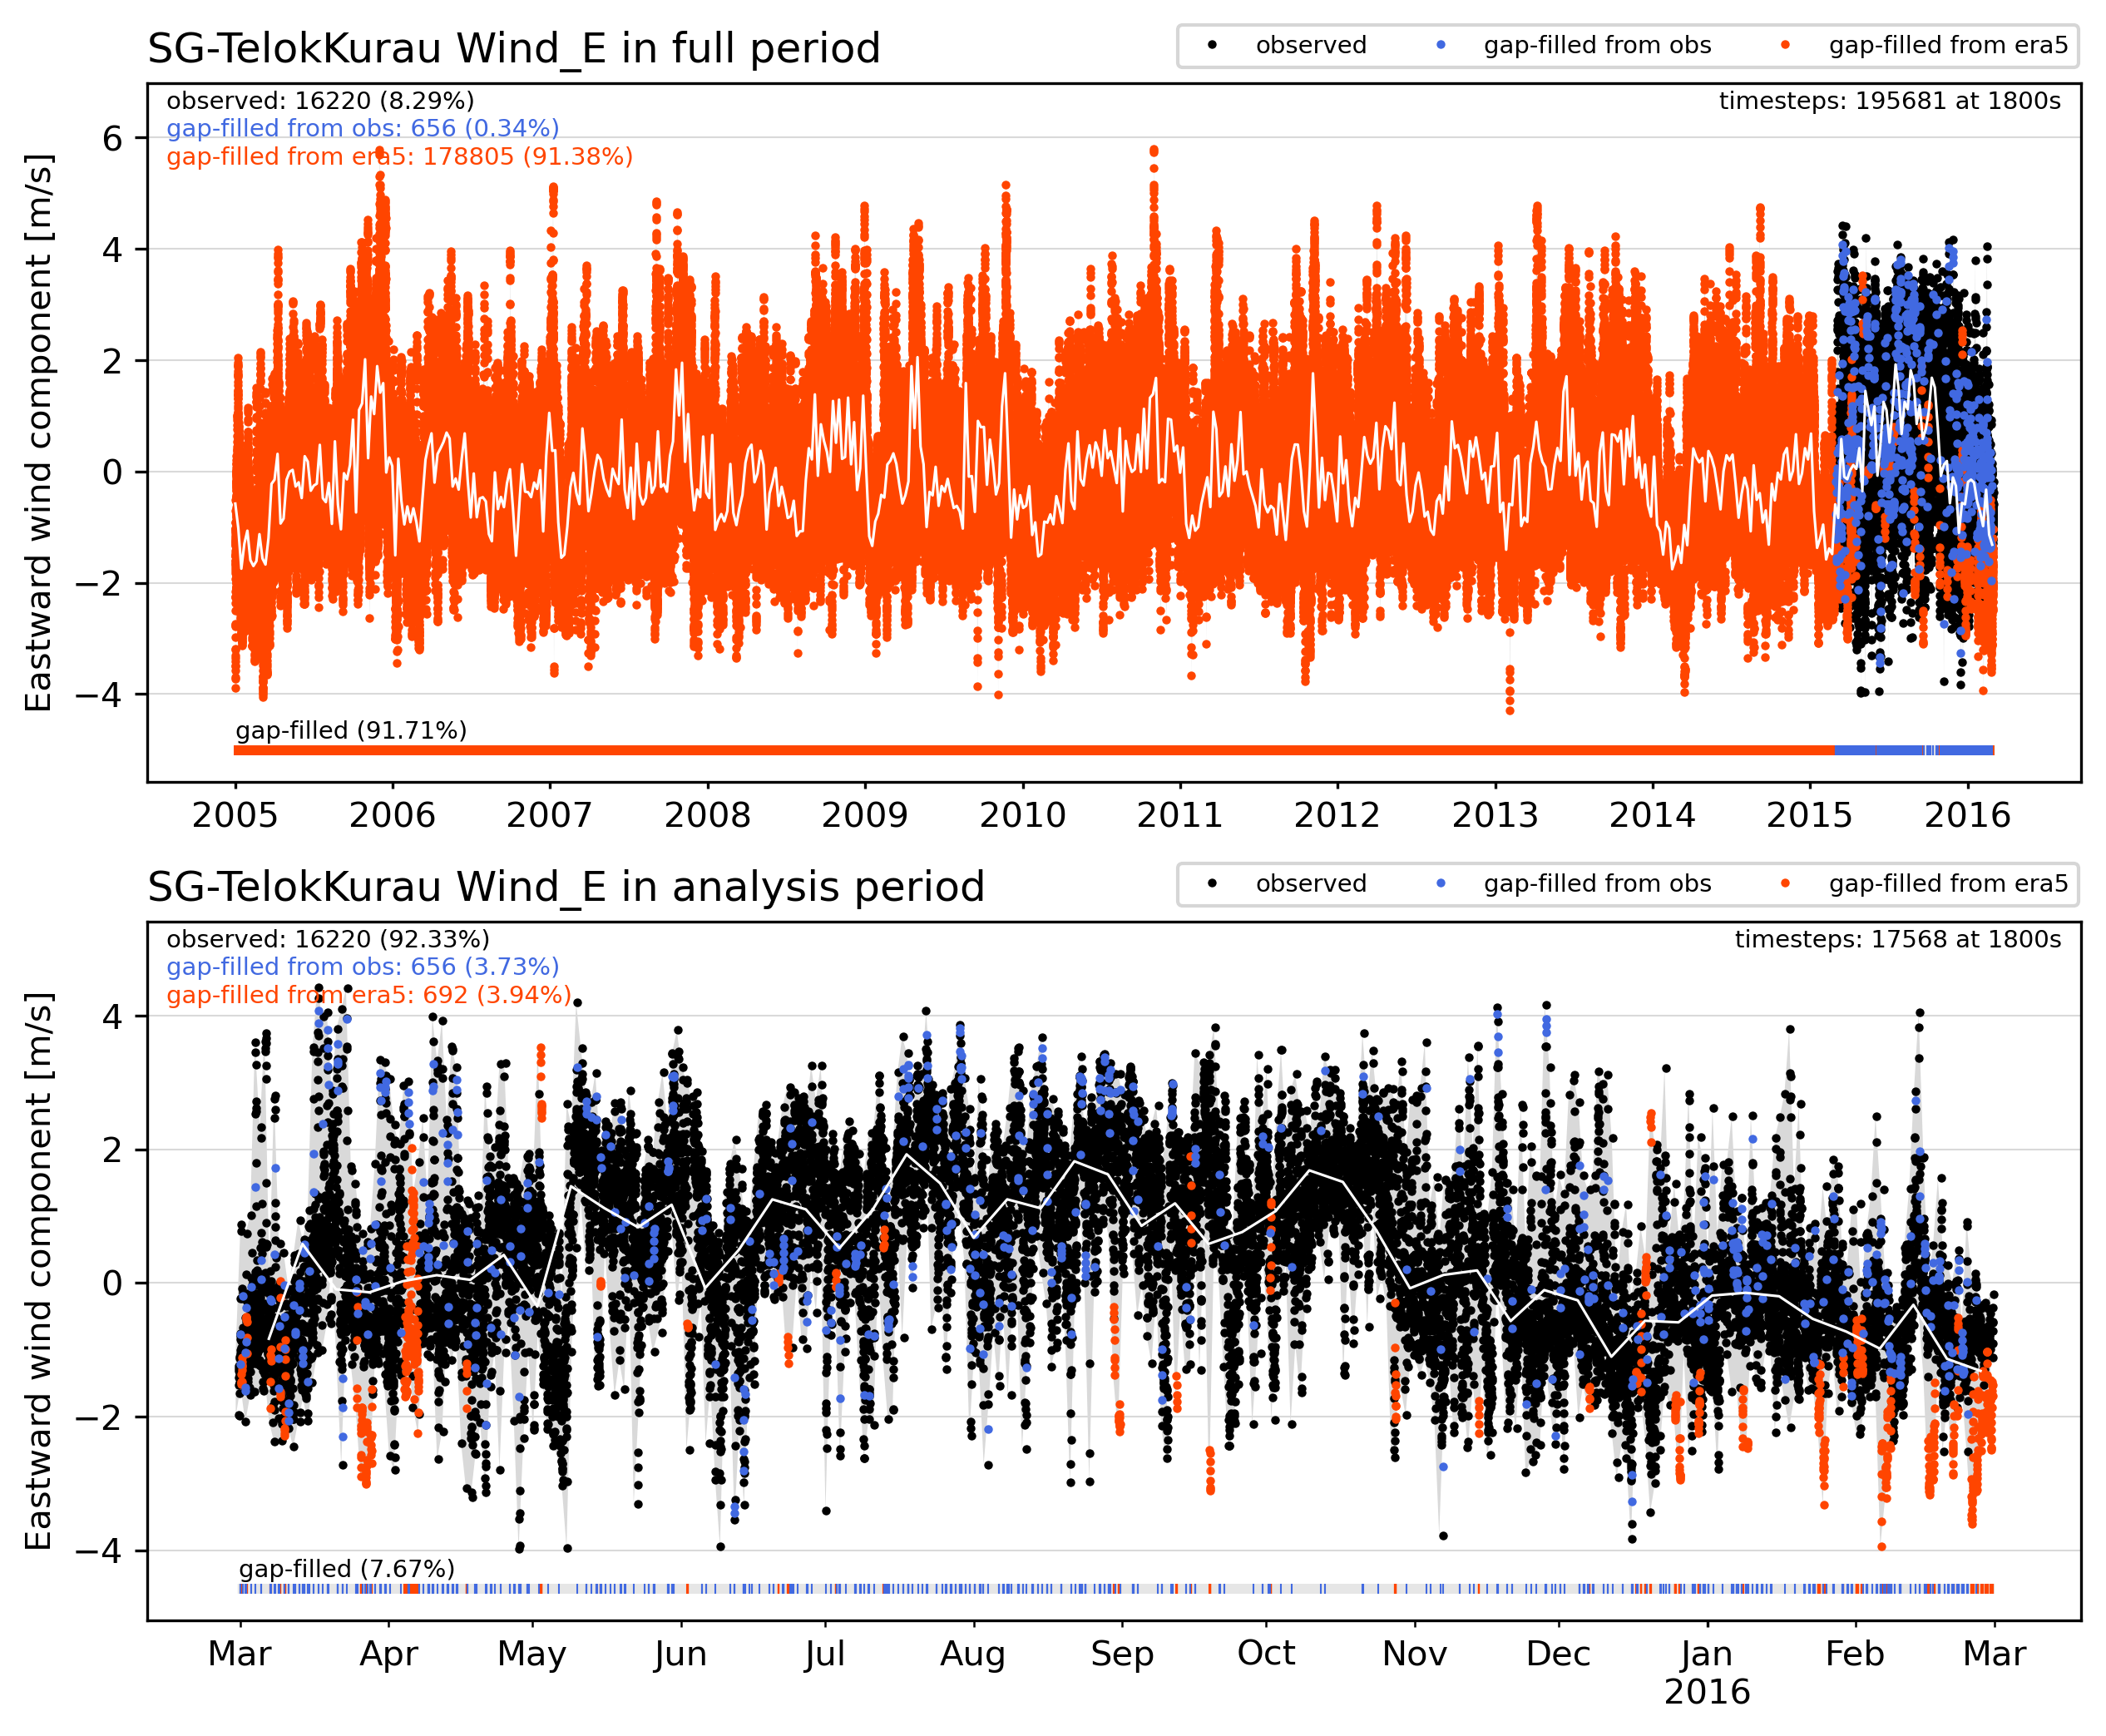 SG-TelokKurau Wind_E in full period
observed gap-filled from obs gap-filled from era5
observed: 16220 (8.29%)
timesteps: 195681 at 1800s
gap-filled from obs: 656 (0.34%)
gap-filled from era5: 178805 (91.38%)
Eastward wind component [m/s]
6
4
2
0
−2
−4
gap-filled (91.71%)
2005 2006 2007 2008 2009 2010 2011 2012 2013 2014 2015 2016
SG-TelokKurau Wind_E in analysis period
observed gap-filled from obs gap-filled from era5
observed: 16220 (92.33%)
timesteps: 17568 at 1800s
gap-filled from obs: 656 (3.73%)
gap-filled from era5: 692 (3.94%)
Eastward wind component [m/s]
4
2
0
−2
−4
gap-filled (7.67%)
Mar Apr May Jun Jul Aug Sep Oct Nov Dec Jan Feb Mar
2016